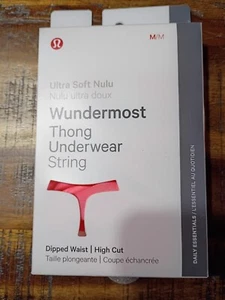 M/M
Ultra Soft Nulu
Nulu ultra doux
Wundermost
Thong
Underwear
String
Dipped Waist | High Cut
Taille plongeante | Coupe échancrée
DAILY ESSENTIALS / L'ESSENTIEL AU QUOTIDIEN